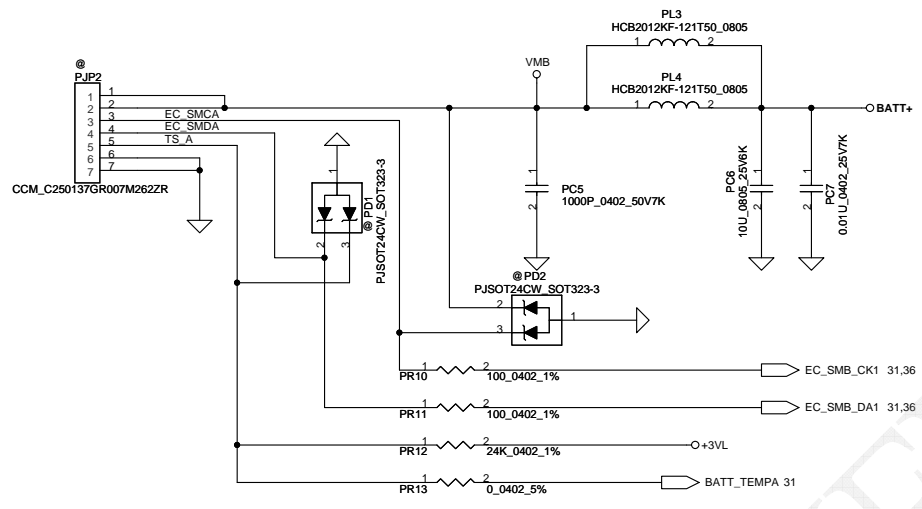 PL3
HCB2012KF-121T50_0805
1 2
@
PJP2
VMB
PL4
HCB2012KF-121T50_0805
1 2
1 1
2 2
3 EC_SMCA 3
4 EC_SMDA 4
5 TS_A 5
6 6
7 7
CCM_C250137GR007M262ZR
BATT+
1
2
3
@ PD1
PJSOT24CW_SOT323-3
1
2
PC5
1000P_0402_50V7K
1
2
PC6
10U_0805_25V6K
1
2
PC7
0.01U_0402_25V7K
@ PD2
PJSOT24CW_SOT323-3
2
3
1
PR10 1 2 100_0402_1% EC_SMB_CK1 31,36
PR11 1 2 100_0402_1% EC_SMB_DA1 31,36
PR12 1 2 24K_0402_1% +3VL
PR13 1 2 0_0402_5% BATT_TEMPA 31